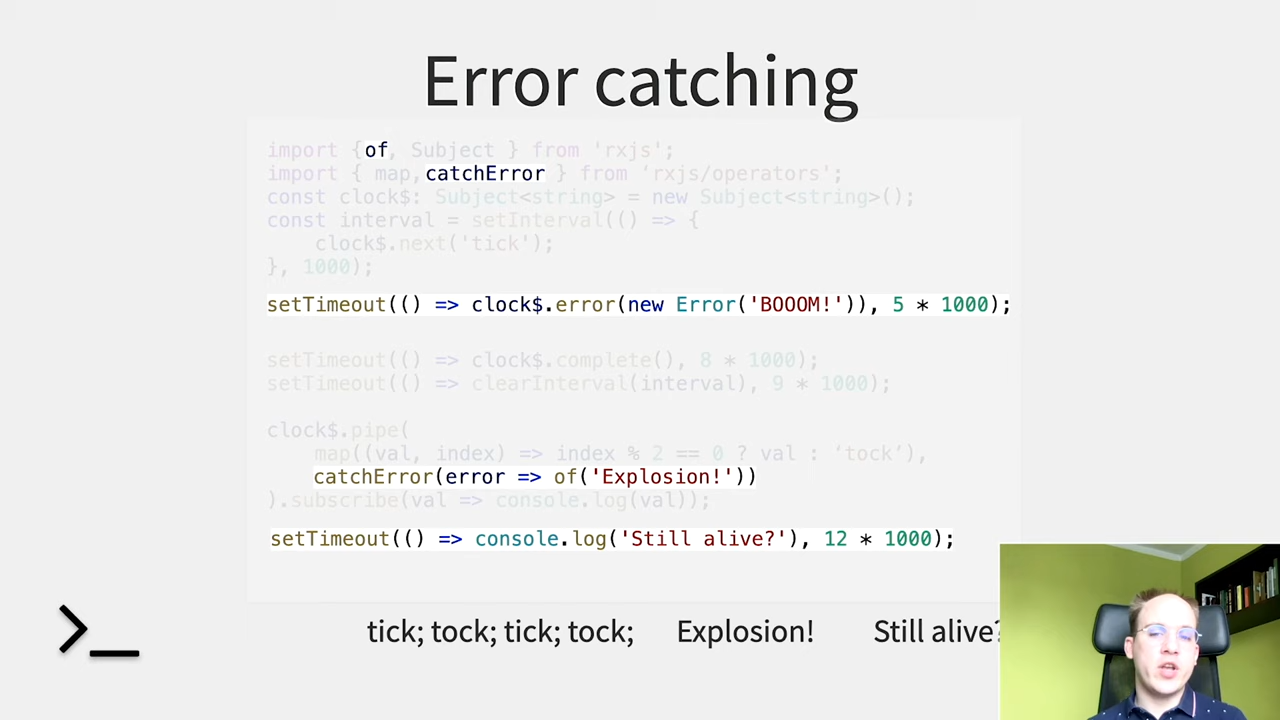 Error catching
import {of, Subject } from 'rxjs';
import { map,catchError } from 'rxjs/operators';
const clock$: Subject<string> = new Subject<string>();
const interval = setInterval(() => {
clock$.next('tick');
}, 1000);
setTimeout(() => clock$.error(new Error('BOOOM!')), 5 * 1000);
setTimeout(() => clock$.complete(), 8 * 1000);
setTimeout(() => clearInterval(interval), 9 * 1000);
clock$.pipe(
map((val, index) => index % 2 == 0 ? val : ‘tock’),
catchError(error => of('Explosion!'))
).subscribe(val => console.log(val));
setTimeout(() => console.log('Still alive?'), 12 * 1000);
tick; tock; tick; tock; Explosion! Still alive?